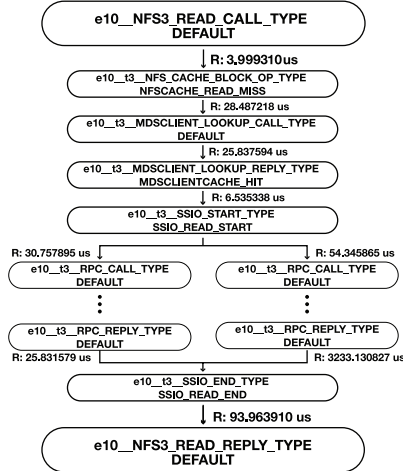 e10__NFS3_READ_CALL_TYPE
DEFAULT
R: 3.999310us
e10__t3__NFS_CACHE_BLOCK_OP_TYPE
NFSCACHE_READ_MISS
R: 28.487218 us
e10__t3__MDSCLIENT_LOOKUP_CALL_TYPE
DEFAULT
R: 25.837594 us
e10__t3__MDSCLIENT_LOOKUP_REPLY_TYPE
MDSCLIENTCACHE_HIT
R: 6.535338 us
e10__t3__SSIO_START_TYPE
SSIO_READ_START
R: 30.757895 us
R: 54.345865 us
e10__t3__RPC_CALL_TYPE
DEFAULT
e10__t3__RPC_CALL_TYPE
DEFAULT
e10__t3__RPC_REPLY_TYPE
DEFAULT
e10__t3__RPC_REPLY_TYPE
DEFAULT
R: 25.831579 us
R: 3233.130827 us
e10__t3__SSIO_END_TYPE
SSIO_READ_END
R: 93.963910 us
e10__NFS3_READ_REPLY_TYPE
DEFAULT